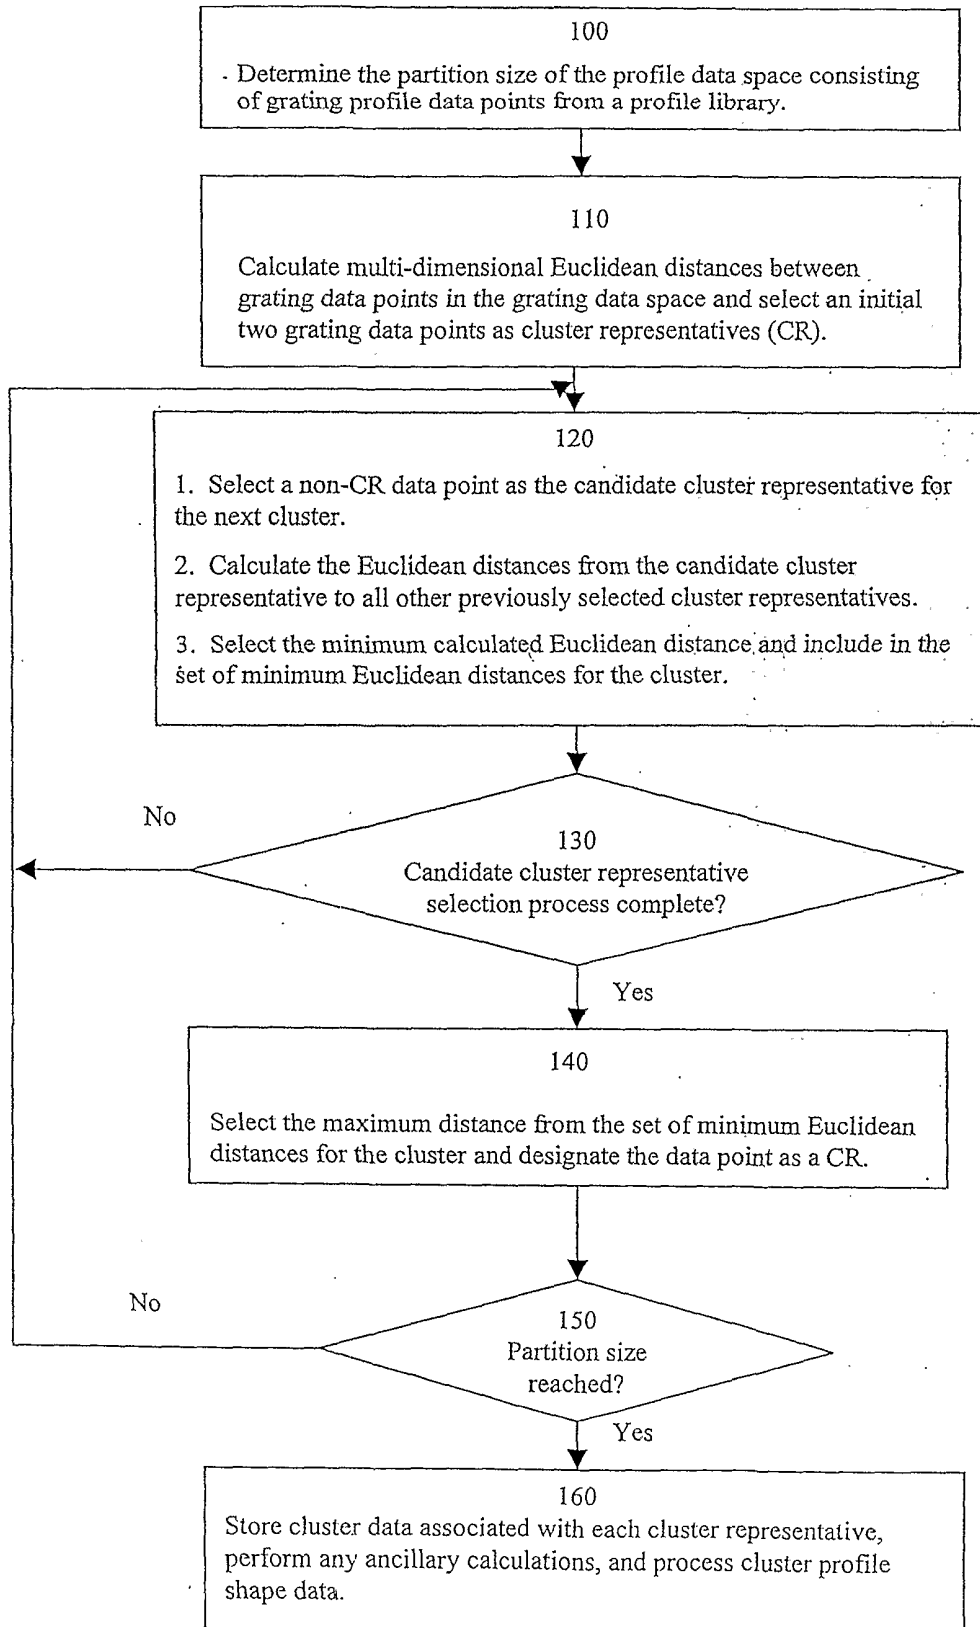 100
Determine the partition size of the profile data space consisting
of grating profile data points from a profile library.
110
Calculate multi-dimensional Euclidean distances between
grating data points in the grating data space and select an initial
two grating data points as cluster representatives (CR).
120
1. Select a non-CR data point as the candidate cluster representative for
the next cluster.
2. Calculate the Euclidean distances from the candidate cluster
representative to all other previously selected cluster representatives.
3. Select the minimum calculated Euclidean distance and include in the
set of minimum Euclidean distances for the cluster.
No
130
Candidate cluster representative
selection process complete?
Yes
140
Select the maximum distance from the set of minimum Euclidean
distances for the cluster and designate the data point as a CR.
No
150
Partition size
reached?
Yes
160
Store cluster data associated with each cluster representative,
perform any ancillary calculations, and process cluster profile
shape data.